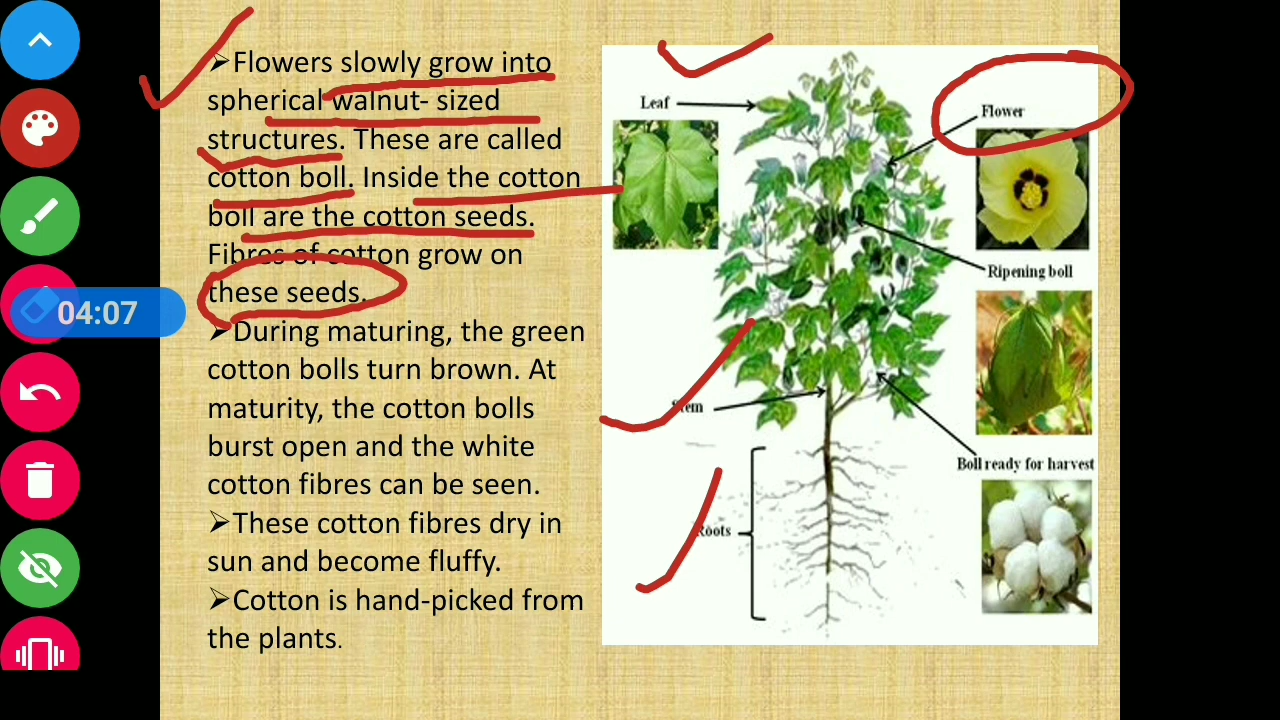 ➢Flowers slowly grow into
spherical walnut- sized
structures. These are called
cotton boll. Inside the cotton
boll are the cotton seeds.
Fibres of cotton grow on
these seeds.
➢During maturing, the green
cotton bolls turn brown. At
maturity, the cotton bolls
burst open and the white
cotton fibres can be seen.
➢These cotton fibres dry in
sun and become fluffy.
➢Cotton is hand-picked from
the plants.
Leaf
Flower
Ripening boll
Stem
Boll ready for harvest
Roots
04:07